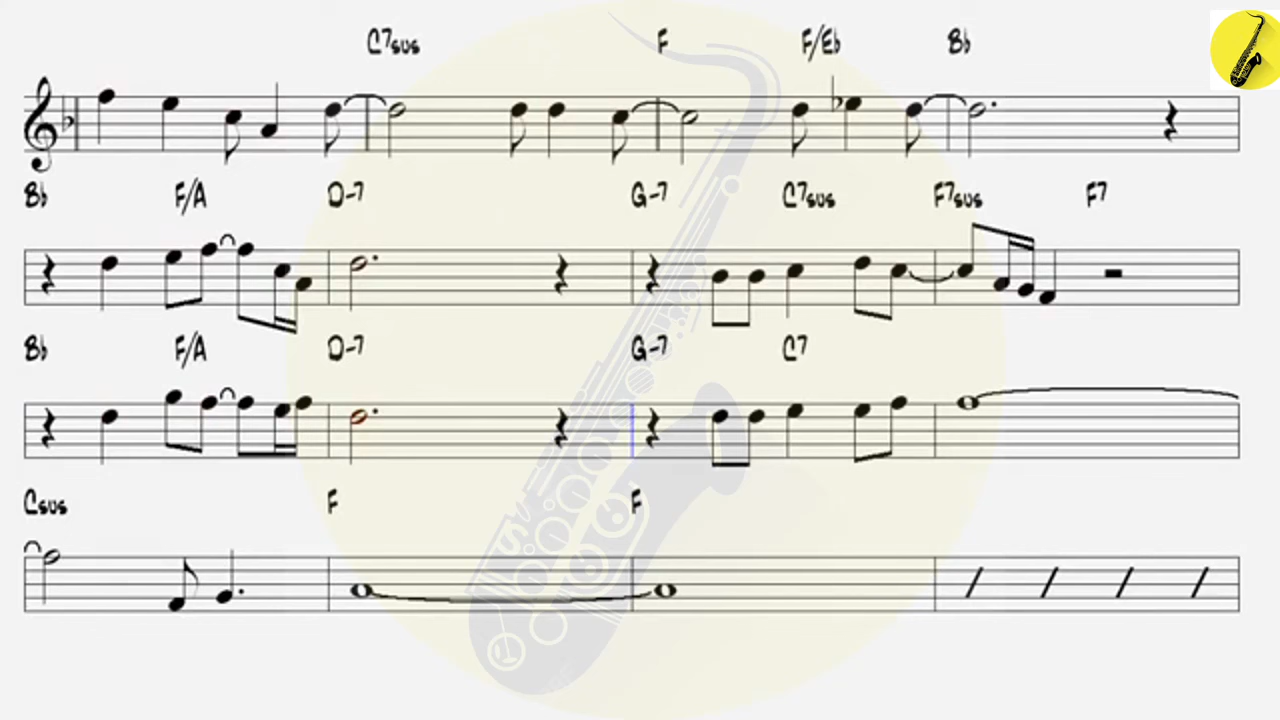 C7sus F F/Eb Bb
Bb F/A D-7 G-7 C7sus F7sus F7
Bb F/A D-7 G-7 C7
Csus F F